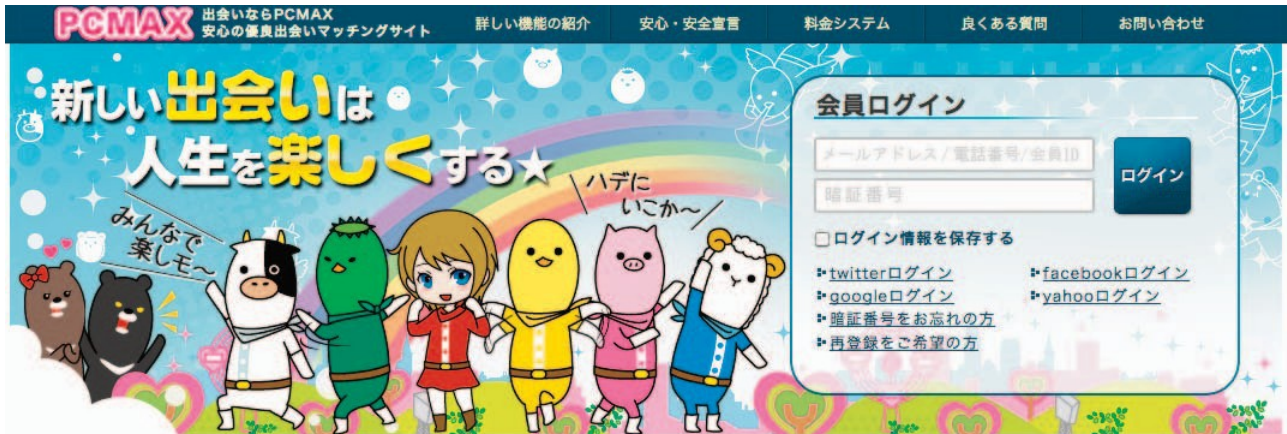 PCMAX
出会いならPCMAX
安心の優良出会いマッチングサイト
詳しい機能の紹介
安心・安全宣言
料金システム
良くある質問
お問い合わせ
新しい出会いは
人生を楽しくする★
みんなで
楽しモ～
ハデに
いこか～
会員ログイン
メールアドレス/電話番号/会員ID
暗証番号
ログイン
ログイン情報を保存する
twitterログイン
facebookログイン
googleログイン
yahooログイン
暗証番号をお忘れの方
再登録をご希望の方